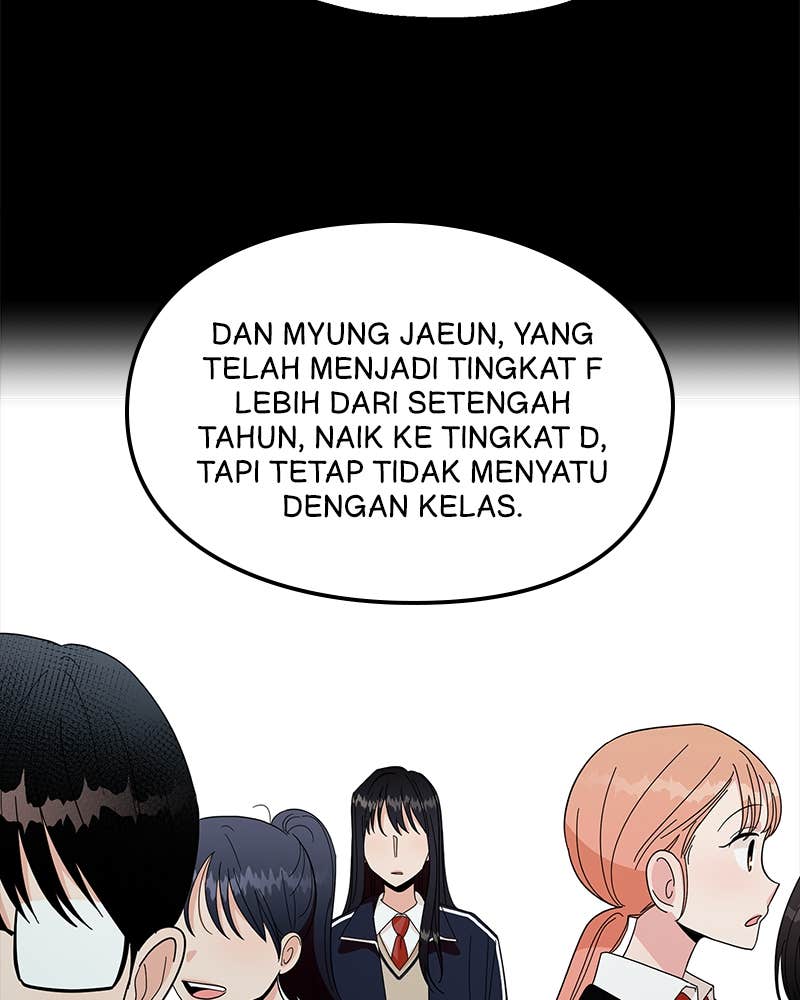 DAN MYUNG JAEUN, YANG
TELAH MENJADI TINGKAT F
LEBIH DARI SETENGAH
TAHUN, NAIK KE TINGKAT D,
TAPI TETAP TIDAK MENYATU
DENGAN KELAS.